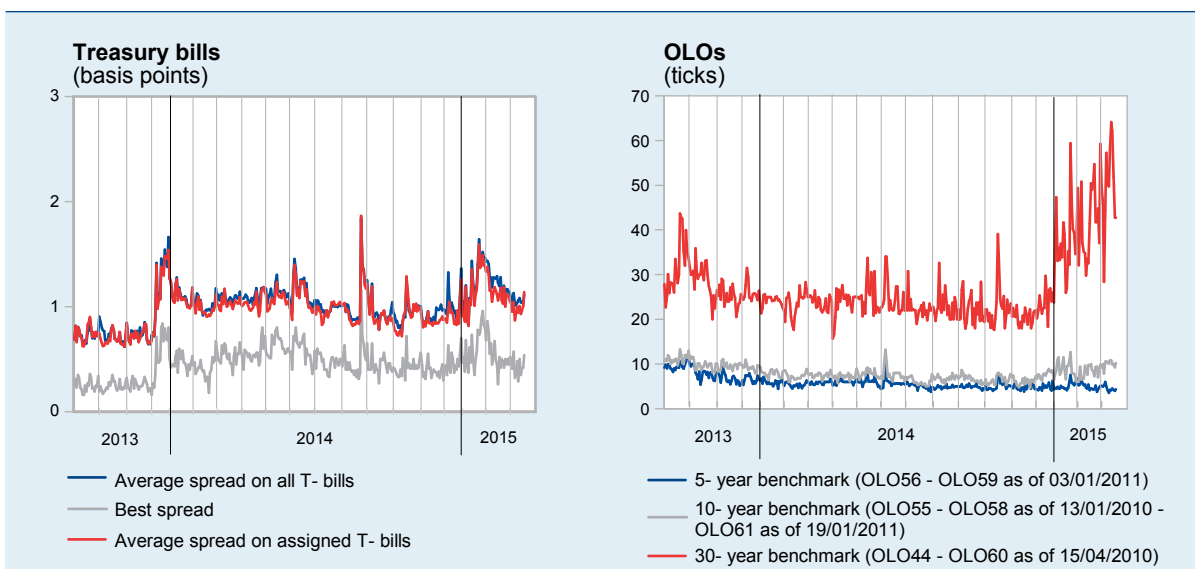 Treasury bills
(basis points)
3
2
1
0
2013
2014
2015
Average spread on all T- bills
Best spread
Average spread on assigned T- bills
OLOs
(ticks)
70
60
50
40
30
20
10
0
2013
2014
2015
5- year benchmark (OLO56 - OLO59 as of 03/01/2011)
10- year benchmark (OLO55 - OLO58 as of 13/01/2010 -
OLO61 as of 19/01/2011)
30- year benchmark (OLO44 - OLO60 as of 15/04/2010)